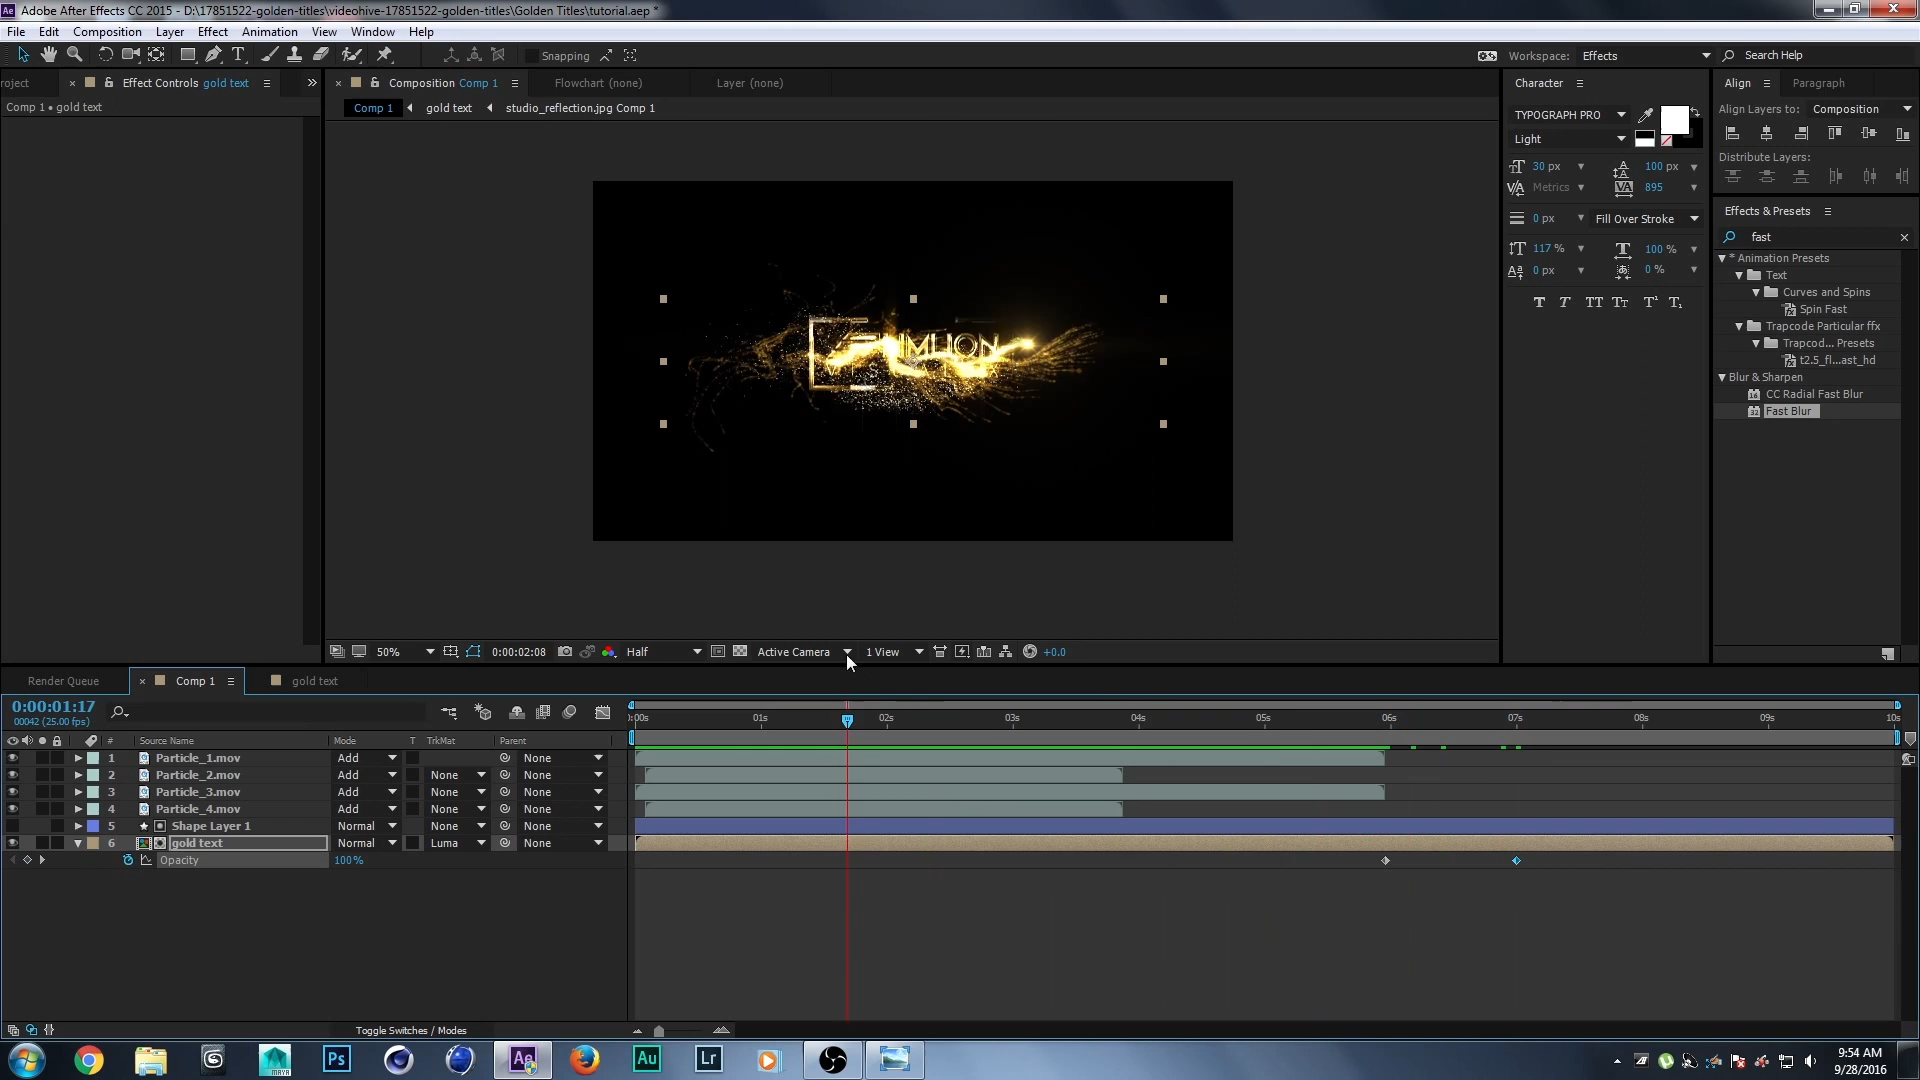 Adobe After Effects CC 2015 - D:\17851522-golden-titles\videohive-17851522-golden-titles\Golden Titles\tutorial.aep *
File Edit Composition Layer Effect Animation View Window Help
Snapping
Workspace: Effects
Search Help
roject
Effect Controls gold text
Comp 1 • gold text
Composition Comp 1
Flowchart (none)
Layer (none)
Comp 1 gold text studio_reflection.jpg Comp 1
50%
0:00:02:08
Half
Active Camera
1 View
+0.0
Character
TYPOGRAPH PRO
Light
30 px
100 px
Metrics
895
0 px
Fill Over Stroke
117 %
100 %
0 px
0 %
Align
Paragraph
Align Layers to: Composition
Distribute Layers:
Effects & Presets
fast
* Animation Presets
Text
Curves and Spins
Spin Fast
Trapcode Particular ffx
Trapcod... Presets
t2.5_fl...ast_hd
Blur & Sharpen
CC Radial Fast Blur
Fast Blur
Render Queue
Comp 1
gold text
0:00:01:17
00042 (25.00 fps)
:00s 01s 02s 03s 04s 05s 06s 07s 08s 09s 10s
# Source Name Mode T TrkMat Parent
1 Particle_1.mov Add None
2 Particle_2.mov Add None None
3 Particle_3.mov Add None None
4 Particle_4.mov Add None None
5 Shape Layer 1 Normal None None
6 gold text Normal Luma None
Opacity 100%
Toggle Switches / Modes
MAYA
Ps
Ae
Au
Lr
9:54 AM
9/28/2016